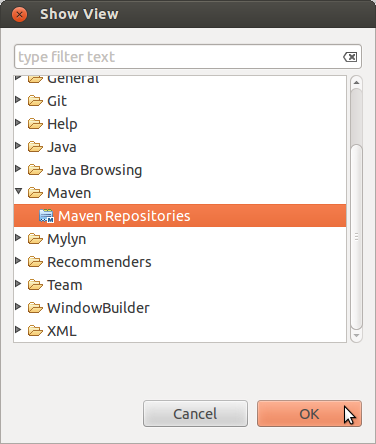 Show View
type filter text
General
Git
Help
Java
Java Browsing
Maven
Maven Repositories
Mylyn
Recommenders
Team
WindowBuilder
XML
Cancel OK